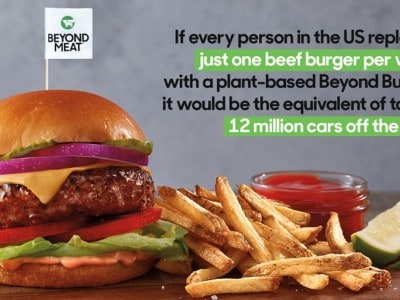 BEYOND
MEAT
If every person in the US
just one beef burger per
with a plant-based Beyond
it would be the equivalent of
12 million cars off the